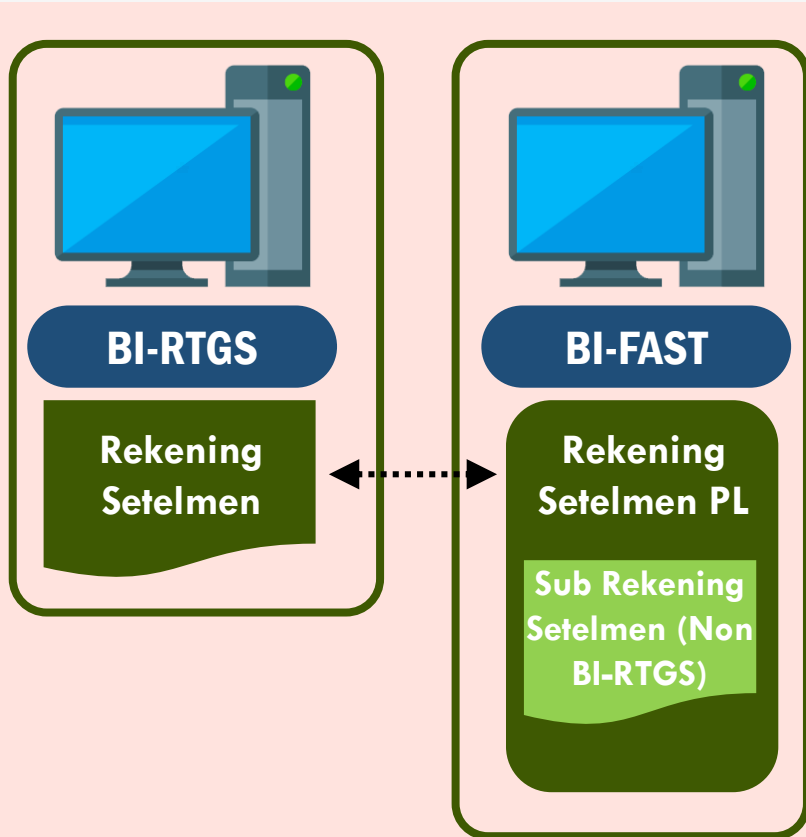 BI-RTGS
Rekening
Setelmen
BI-FAST
Rekening
Setelmen PL
Sub Rekening
Setelmen (Non
BI-RTGS)